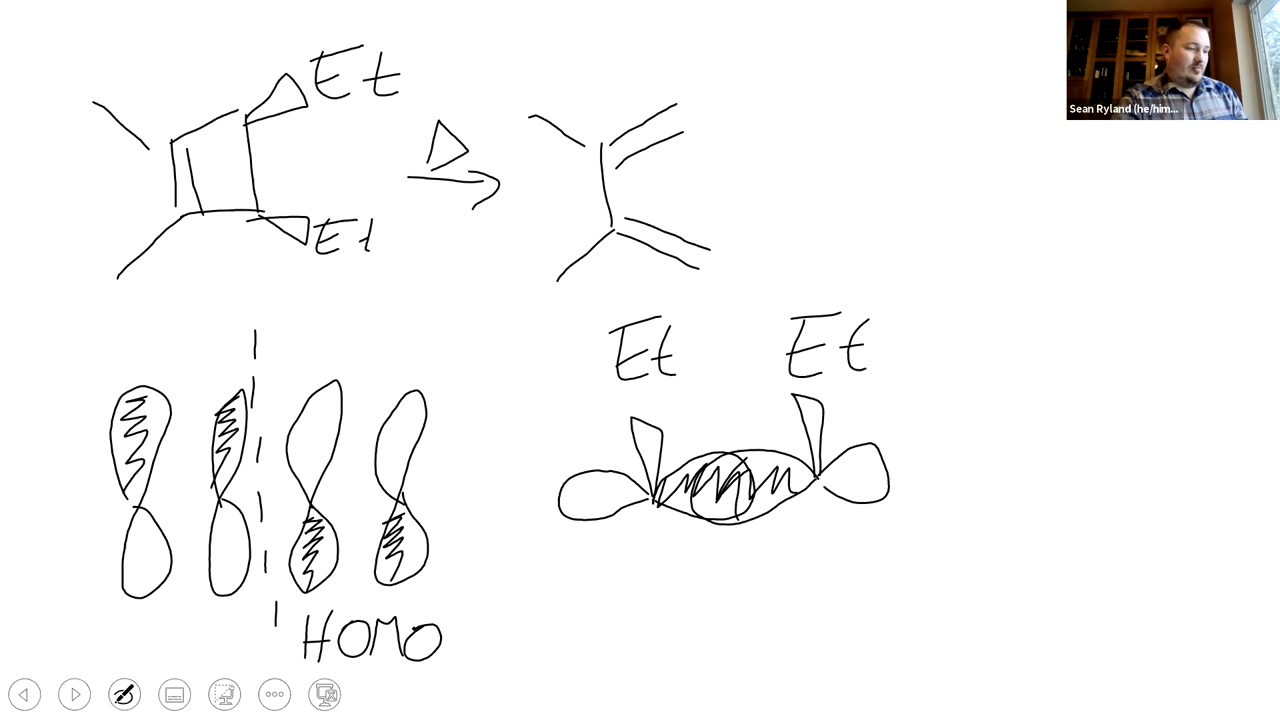 Sean Ryland (he/him...
Et
Δ
Et
Et Et
HOMO